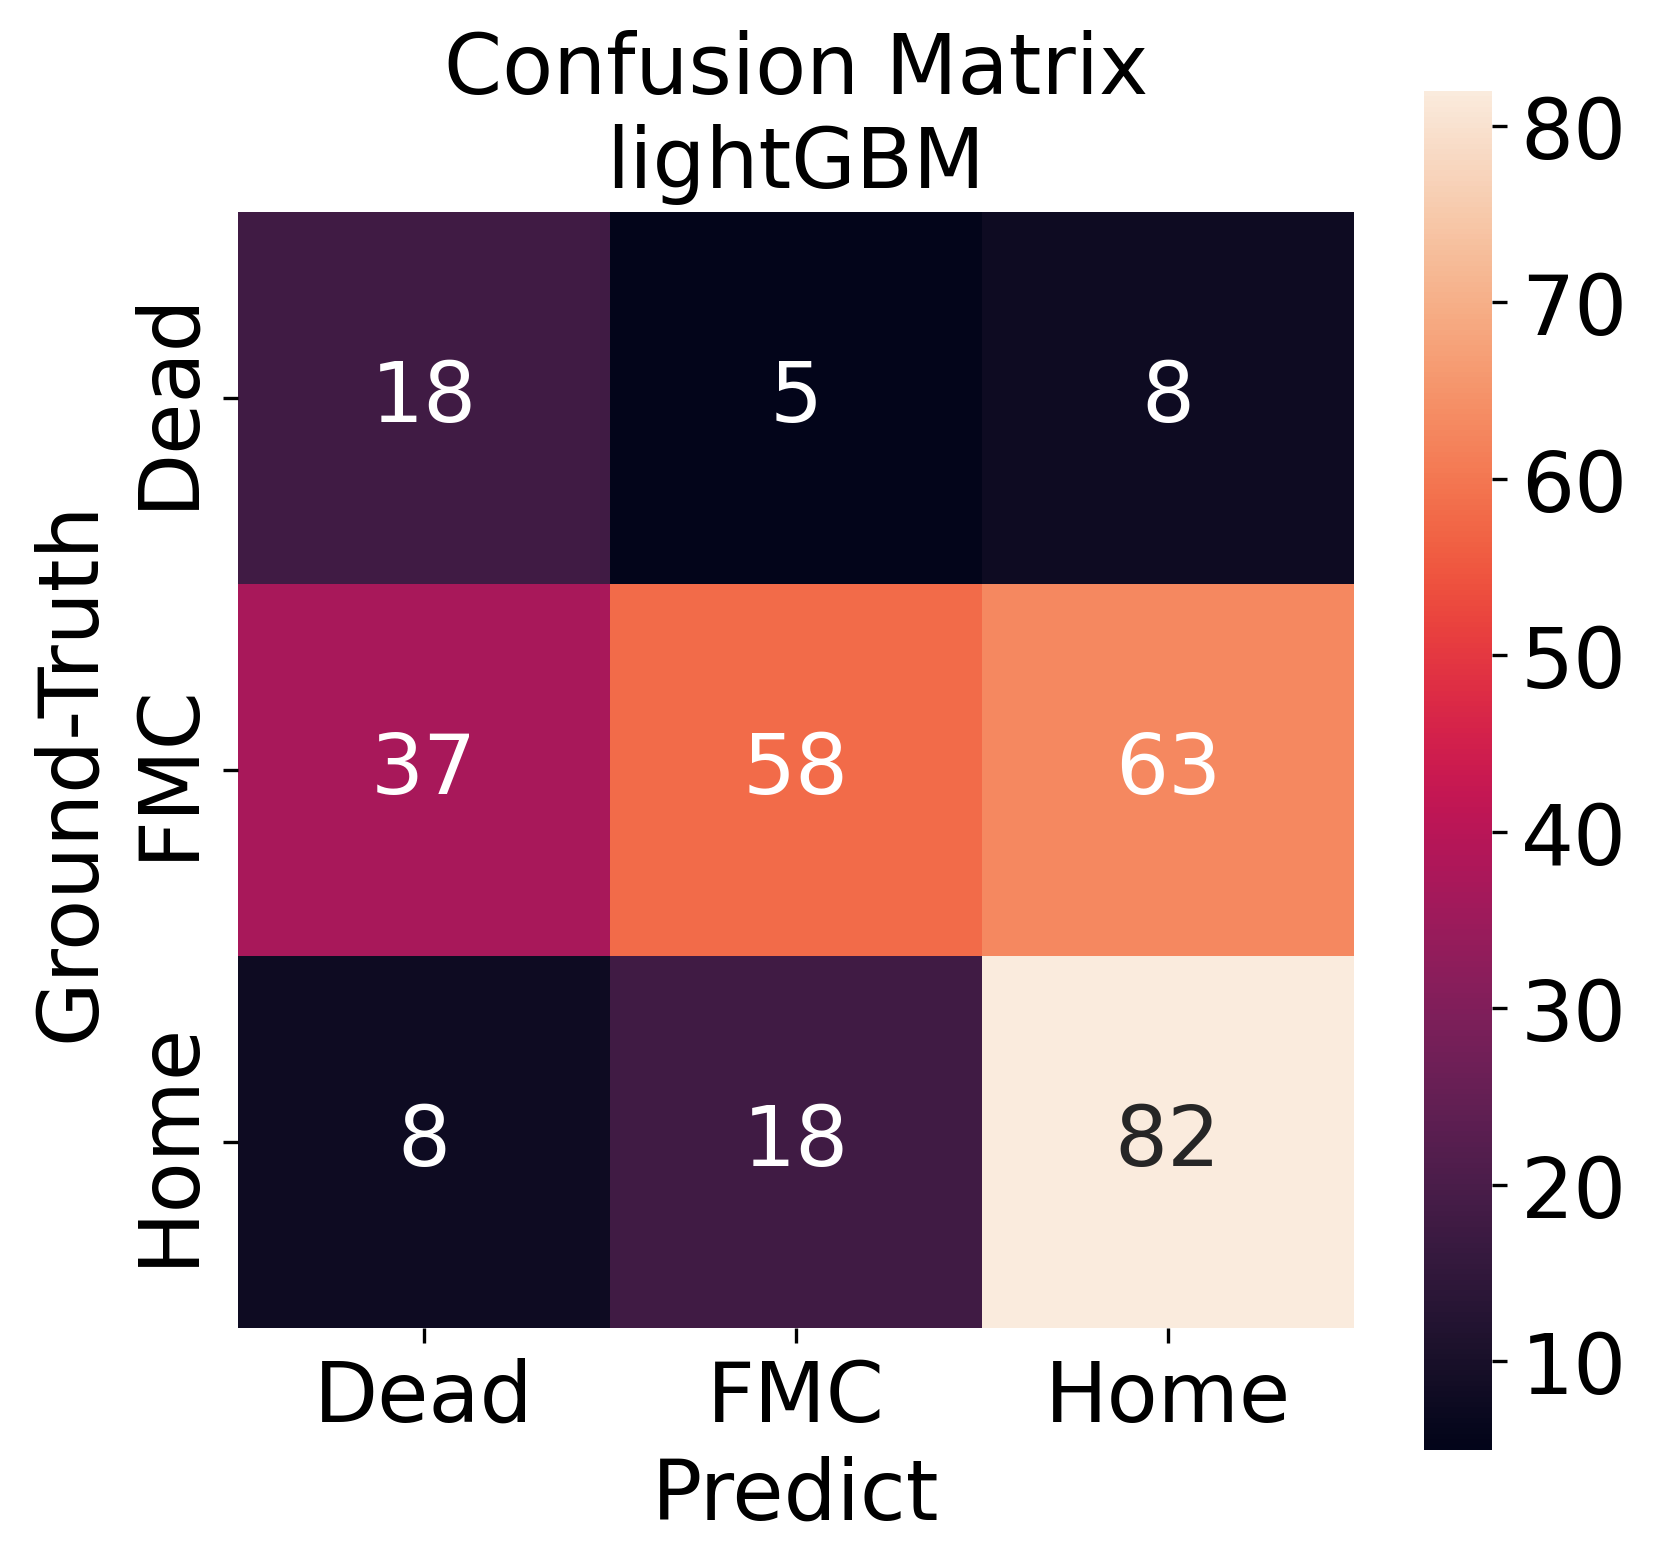 Confusion Matrix
lightGBM
Ground-Truth
Dead
18 5 8
FMC
37 58 63
Home
8 18 82
Dead FMC Home
Predict
80
70
60
50
40
30
20
10